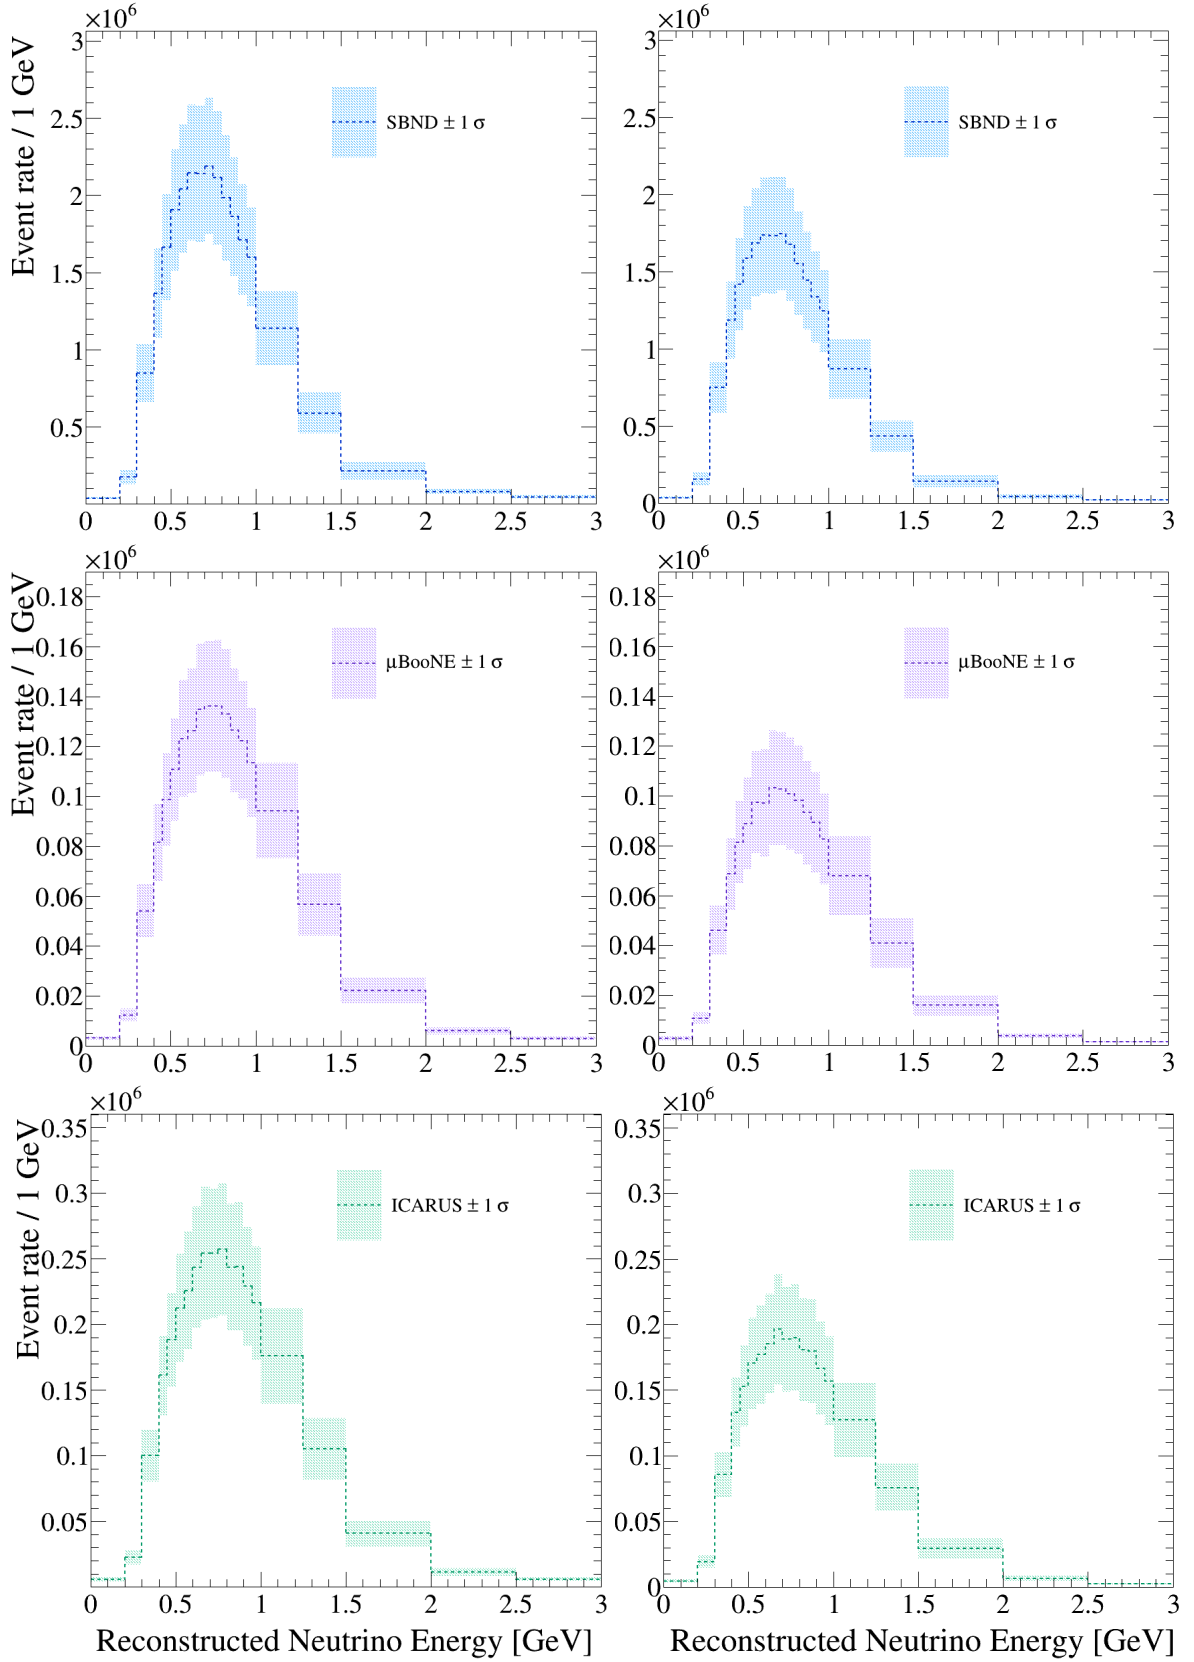 ×10⁶ ×10⁶
Event rate / 1 GeV
3 3
2.5 2.5
2 2
1.5 1.5
1 1
0.5 0.5
0
SBND ± 1 σ SBND ± 1 σ
0 0.5 1 1.5 2 2.5 3 0 0.5 1 1.5 2 2.5 3
×10⁶ ×10⁶
Event rate / 1 GeV
0.18 0.18
0.16 0.16
0.14 0.14
0.12 0.12
0.1 0.1
0.08 0.08
0.06 0.06
0.04 0.04
0.02 0.02
0 0
μBooNE ± 1 σ μBooNE ± 1 σ
0 0.5 1 1.5 2 2.5 3 0 0.5 1 1.5 2 2.5 3
×10⁶ ×10⁶
Event rate / 1 GeV
0.35 0.35
0.3 0.3
0.25 0.25
0.2 0.2
0.15 0.15
0.1 0.1
0.05 0.05
0
ICARUS ± 1 σ ICARUS ± 1 σ
0 0.5 1 1.5 2 2.5 3 0 0.5 1 1.5 2 2.5 3
Reconstructed Neutrino Energy [GeV] Reconstructed Neutrino Energy [GeV]